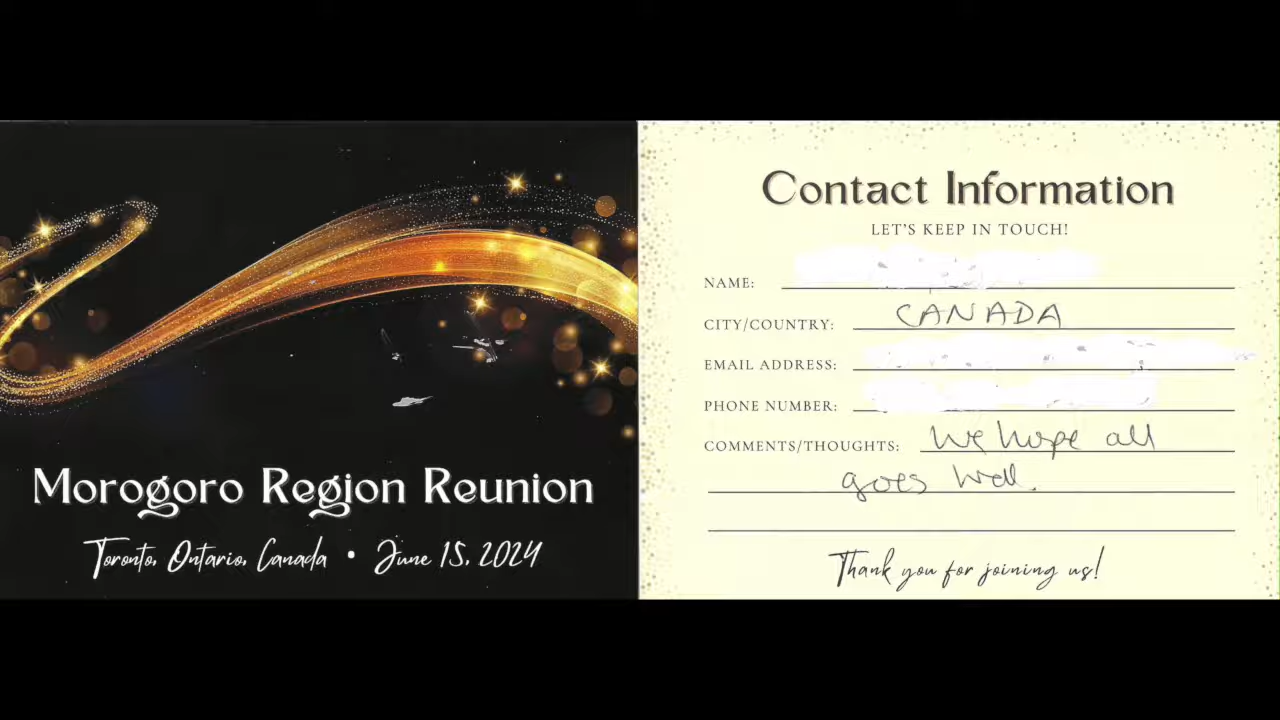 Morogoro Region Reunion
Toronto, Ontario, Canada • June 15, 2024
Contact Information
LET'S KEEP IN TOUCH!
NAME:
CITY/COUNTRY: CANADA
EMAIL ADDRESS:
PHONE NUMBER:
COMMENTS/THOUGHTS: We hope all
goes well.
Thank you for joining us!